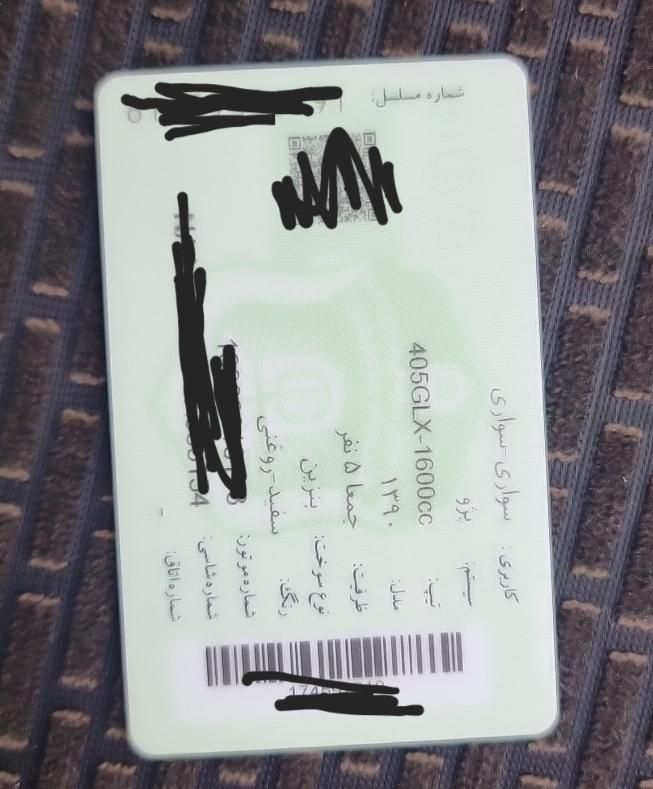 شماره مسلسل:
کاربری: سواری-سواری
سیستم: پژو
تیپ: 405GLX-1600cc
مدل: ۱۳۹۰
ظرفیت: جمعا ۵ نفر
نوع سوخت: بنزین
رنگ: سفید-روغنی
شماره موتور:
شماره شاسی:
شماره اتاق: -